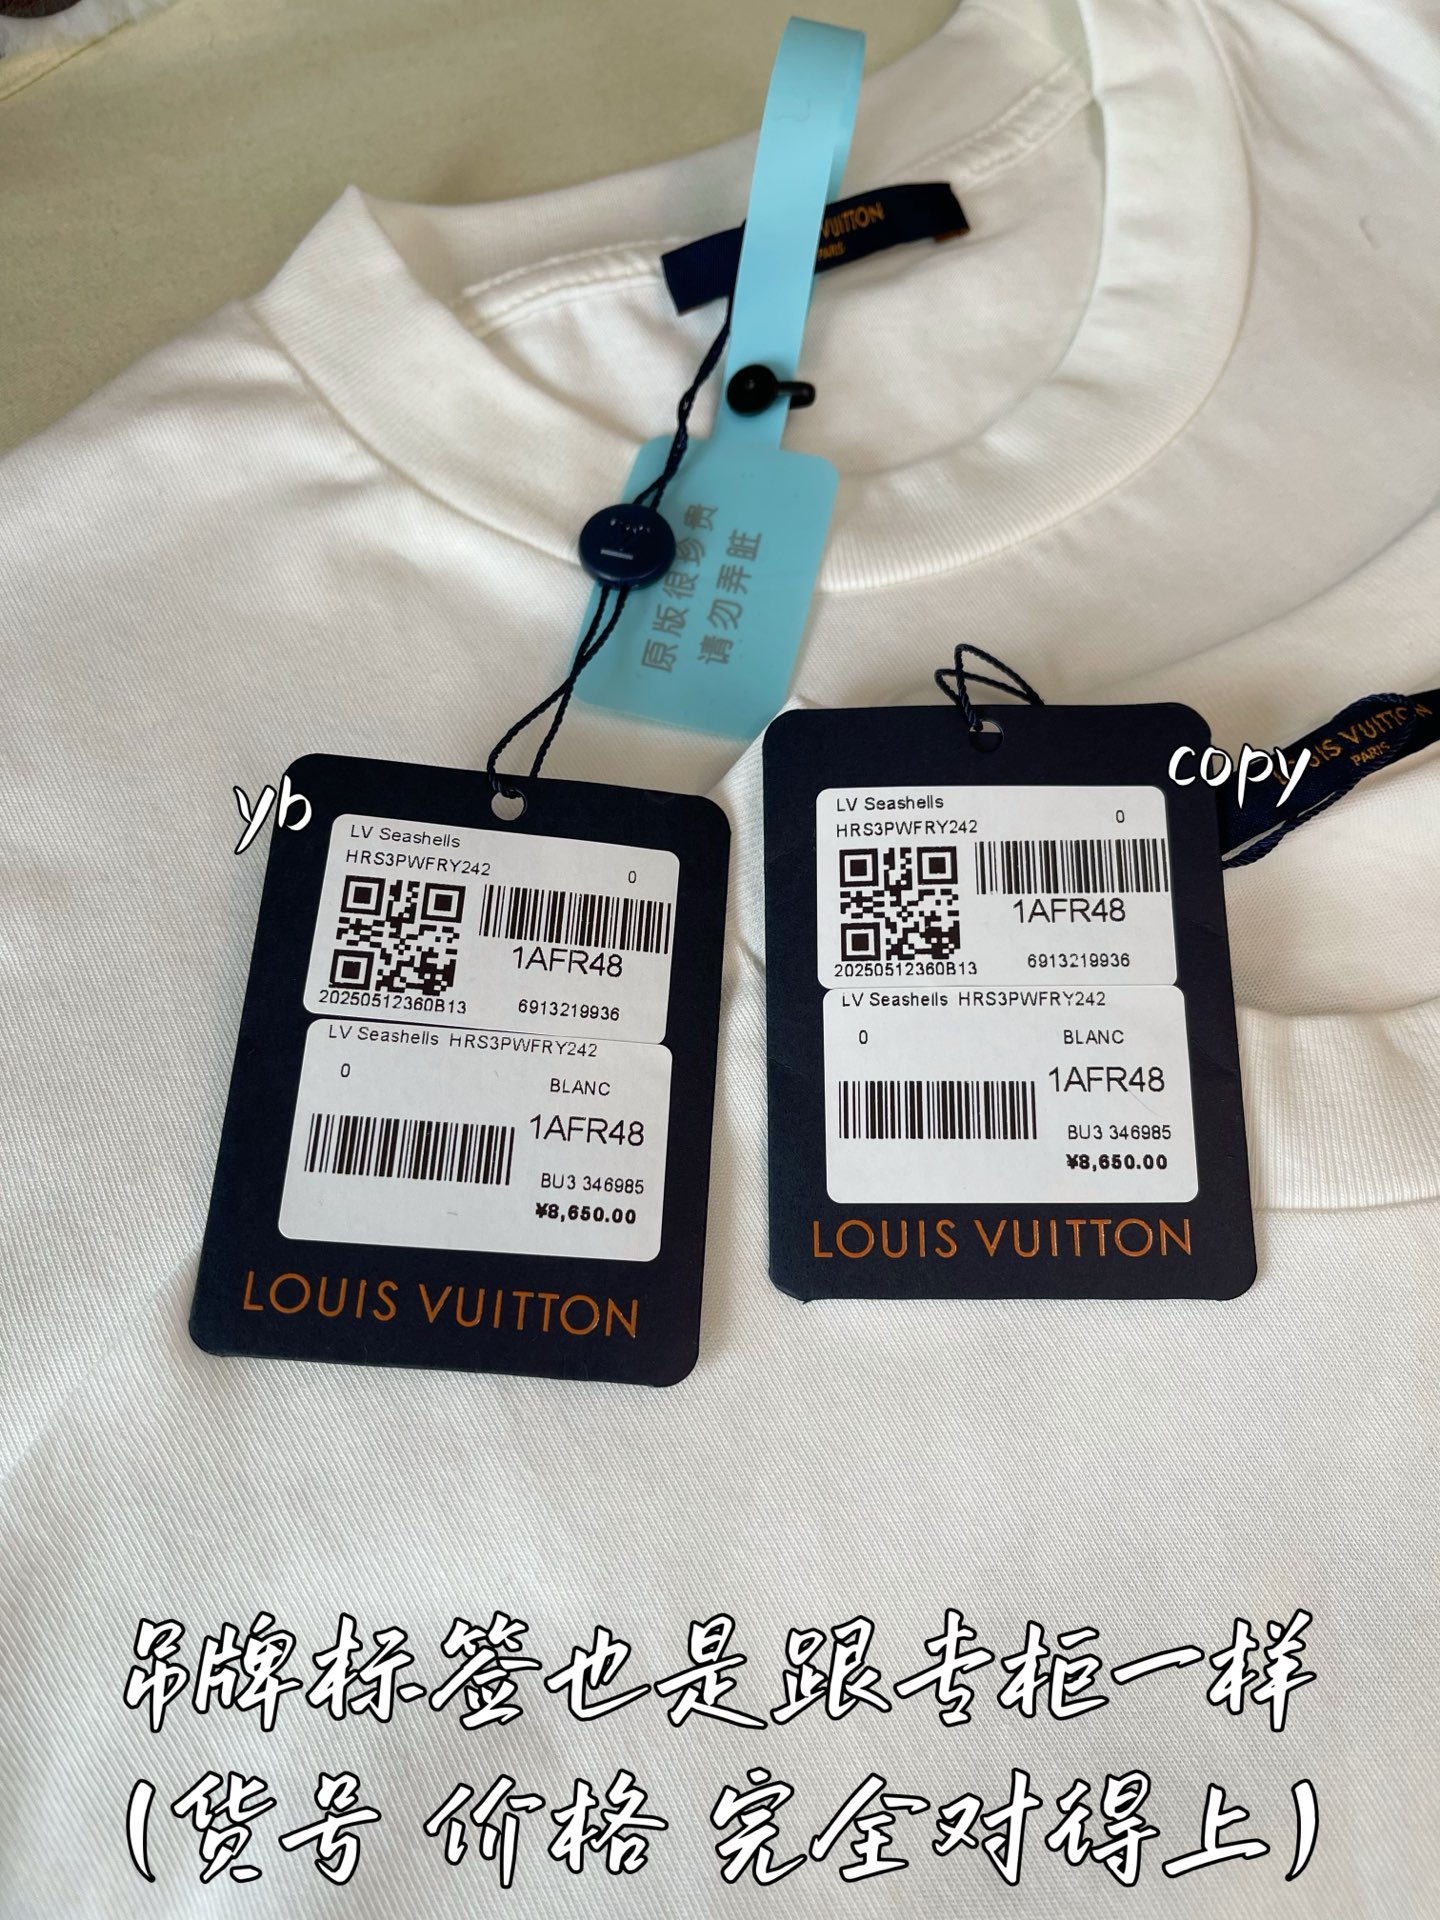 VUITTON
PARIS
原版很珍贵
请勿弄脏
yb
LV Seashells
HRS3PWFRY242
0
1AFR48
20250512360B13
6913219936
LV Seashells HRS3PWFRY242
0
BLANC
1AFR48
BU3 346985
¥8,650.00
LOUIS VUITTON
copy
LOUIS VUITTON
PARIS
LV Seashells
HRS3PWFRY242
0
1AFR48
20250512360B13
6913219936
LV Seashells HRS3PWFRY242
0
BLANC
1AFR48
BU3 346985
¥8,650.00
LOUIS VUITTON
吊牌标签也是跟专柜一样
(货号 价格 完全对得上)